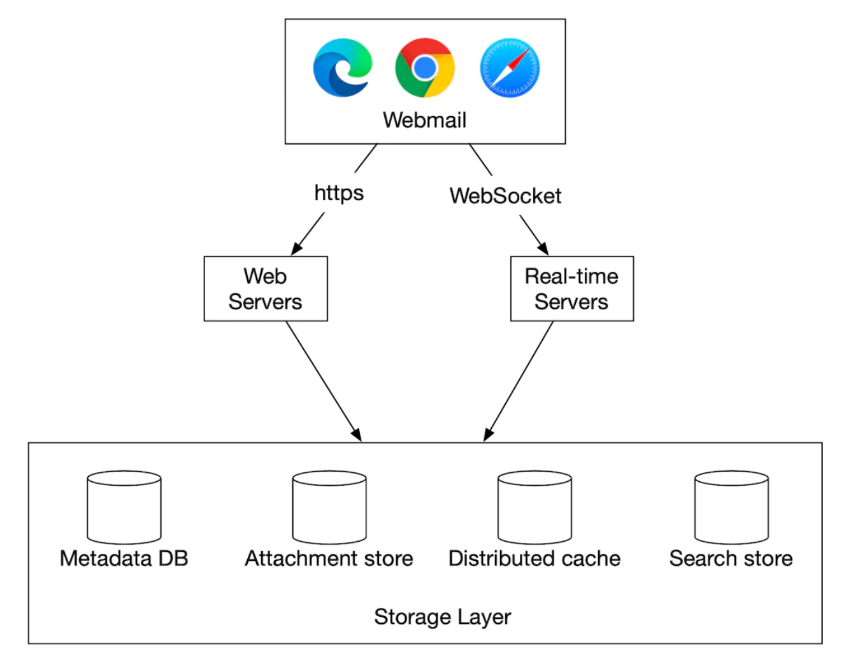 Webmail
https
WebSocket
Web
Servers
Real-time
Servers
Metadata DB
Attachment store
Distributed cache
Search store
Storage Layer